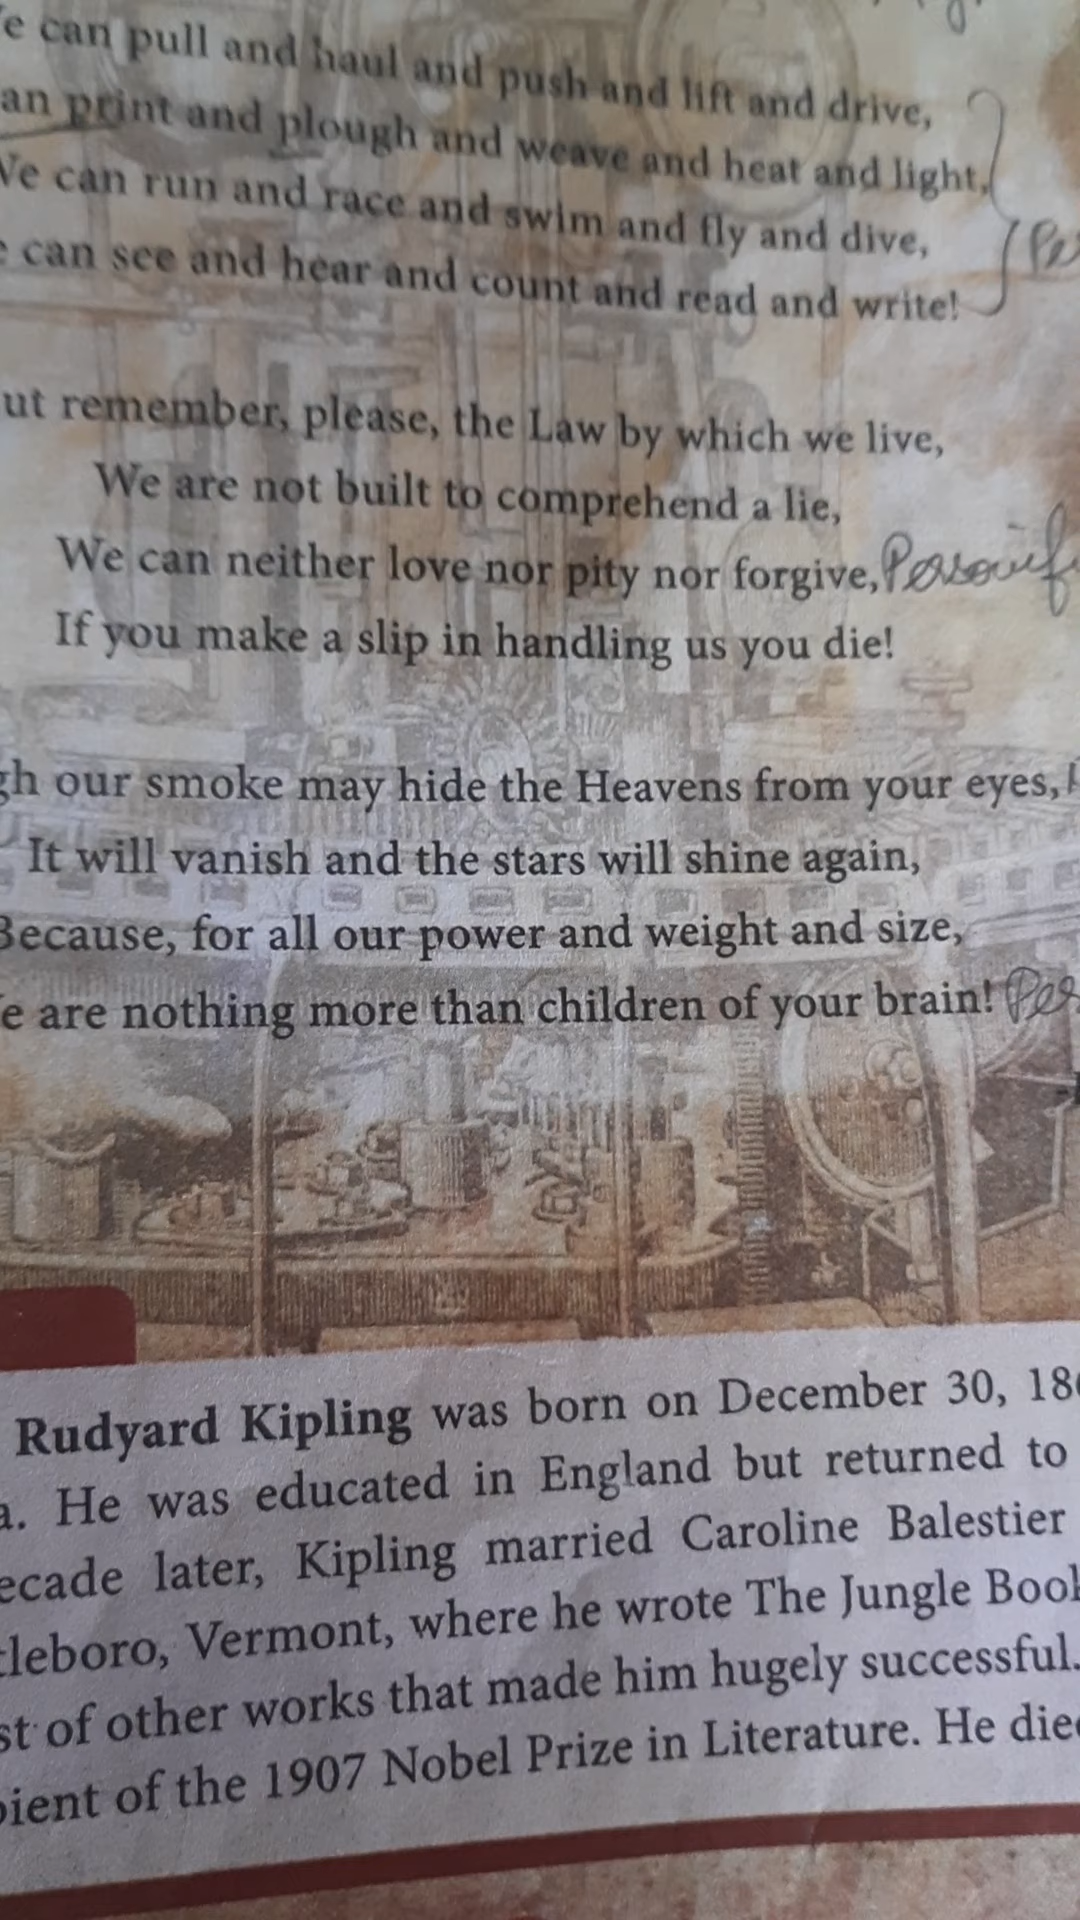 e can pull and haul and push and lift and drive,
an print and plough and weave and heat and light,
We can run and race and swim and fly and dive,
e can see and hear and count and read and write!
ut remember, please, the Law by which we live,
We are not built to comprehend a lie,
We can neither love nor pity nor forgive, Personif
If you make a slip in handling us you die!
gh our smoke may hide the Heavens from your eyes,
It will vanish and the stars will shine again,
Because, for all our power and weight and size,
e are nothing more than children of your brain! Per
Rudyard Kipling was born on December 30, 18
a. He was educated in England but returned to
ecade later, Kipling married Caroline Balestier
tleboro, Vermont, where he wrote The Jungle Book
st of other works that made him hugely successful.
pient of the 1907 Nobel Prize in Literature. He died